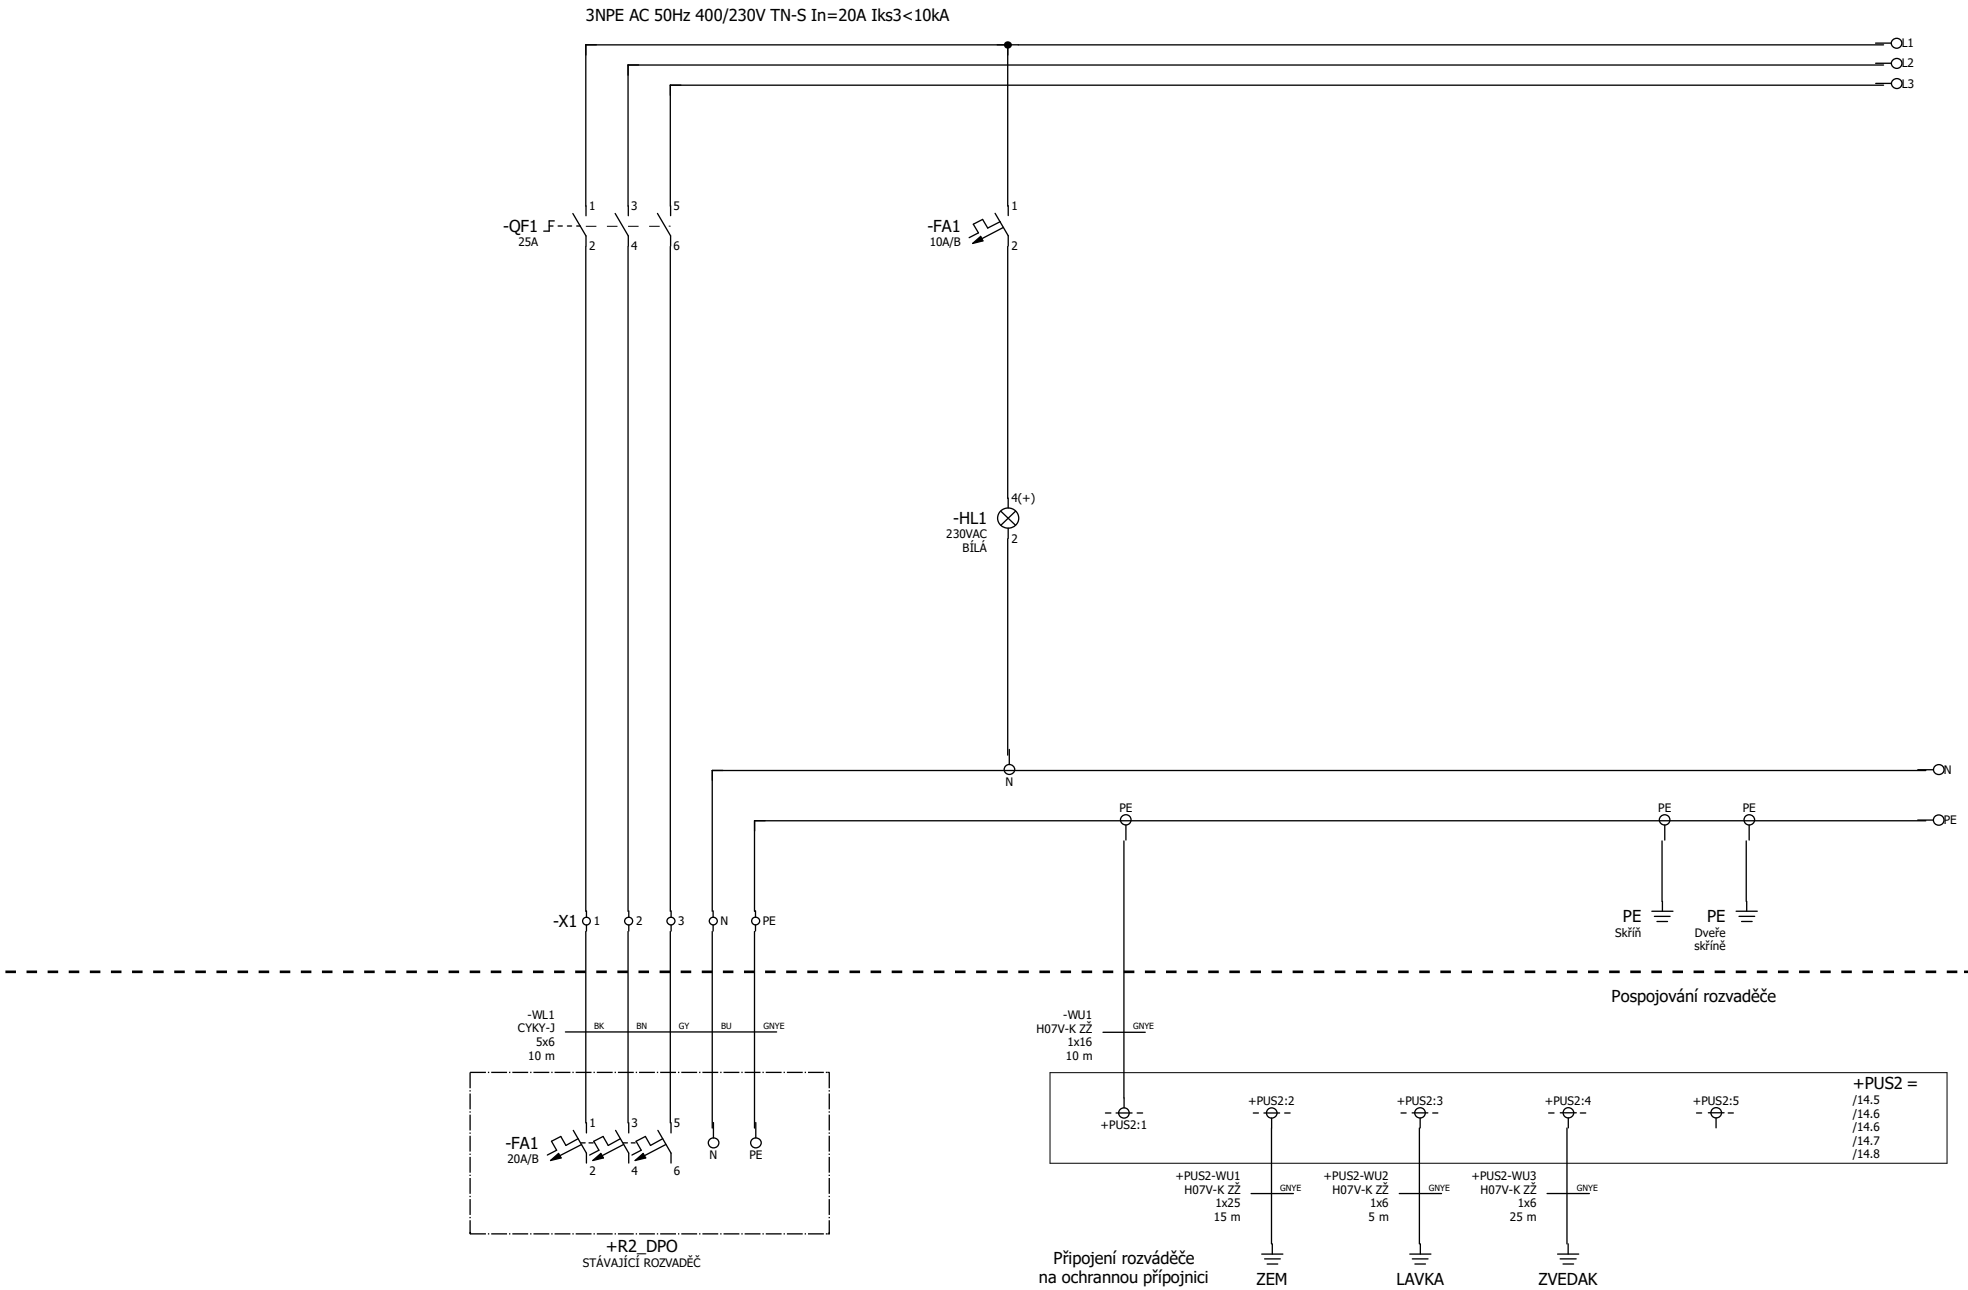 3NPE AC 50Hz 400/230V TN-S In=20A Iks3<10kA
L1
L2
L3
1
3
5
1
-QF1
25A
-FA1
10A/B
2
4
6
2
4(+)
-HL1
230VAC
BÍLÁ
2
N
N
PE
PE
PE
PE
-X1
1
2
3
N
PE
PE
Skříň
PE
Dveře
skříně
Pospojování rozvaděče
-WL1
CYKY-J
5x6
10 m
BK
BN
GY
BU
GNYE
-WU1
H07V-K ZŽ
1x16
10 m
GNYE
+PUS2 =
/14.5
/14.6
/14.6
/14.7
/14.8
+PUS2:1
+PUS2:2
+PUS2:3
+PUS2:4
+PUS2:5
1
3
5
-FA1
20A/B
2
4
6
N
PE
+PUS2-WU1
H07V-K ZŽ
1x25
15 m
GNYE
+PUS2-WU2
H07V-K ZŽ
1x6
5 m
GNYE
+PUS2-WU3
H07V-K ZŽ
1x6
25 m
GNYE
+R2_DPO
STÁVAJÍCÍ ROZVADĚČ
Připojení rozváděče
na ochrannou přípojnici
ZEM
LAVKA
ZVEDAK